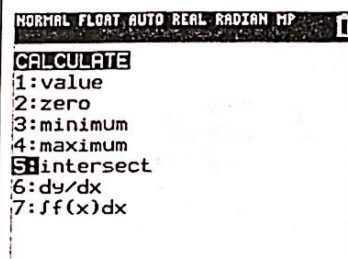 NORMAL FLOAT AUTO REAL RADIAN MP
CALCULATE
1:value
2:zero
3:minimum
4:maximum
5:intersect
6:dy/dx
7:∫f(x)dx